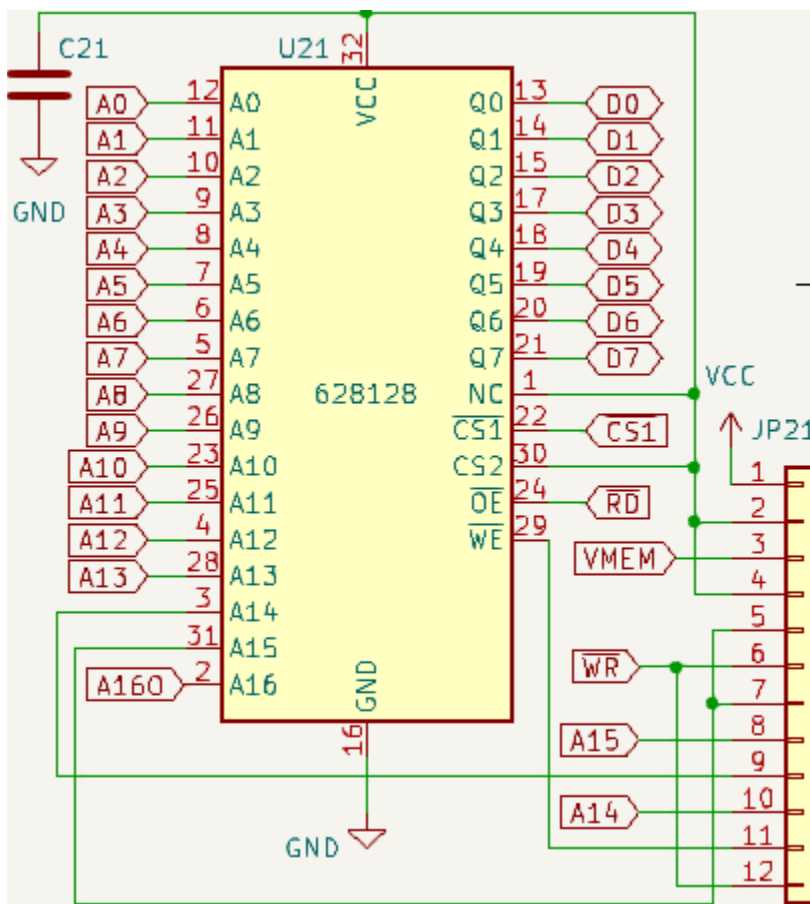 C21
U21
32
VCC
A0 12 A0 Q0 13 D0
A1 11 A1 Q1 14 D1
A2 10 A2 Q2 15 D2
A3 9 A3 Q3 17 D3
A4 8 A4 Q4 18 D4
A5 7 A5 Q5 19 D5
A6 6 A6 Q6 20 D6
A7 5 A7 Q7 21 D7
A8 27 A8 628128 NC 1
A9 26 A9 CS1 22 CS1
A10 23 A10 CS2 30
A11 25 A11 OE 24 RD
A12 4 A12 WE 29
A13 28 A13
3 A14
31 A15
A160 2 A16
GND
16
GND
GND
VCC
JP21
1
2
VMEM 3
4
5
WR 6
7
A15 8
9
A14 10
11
12